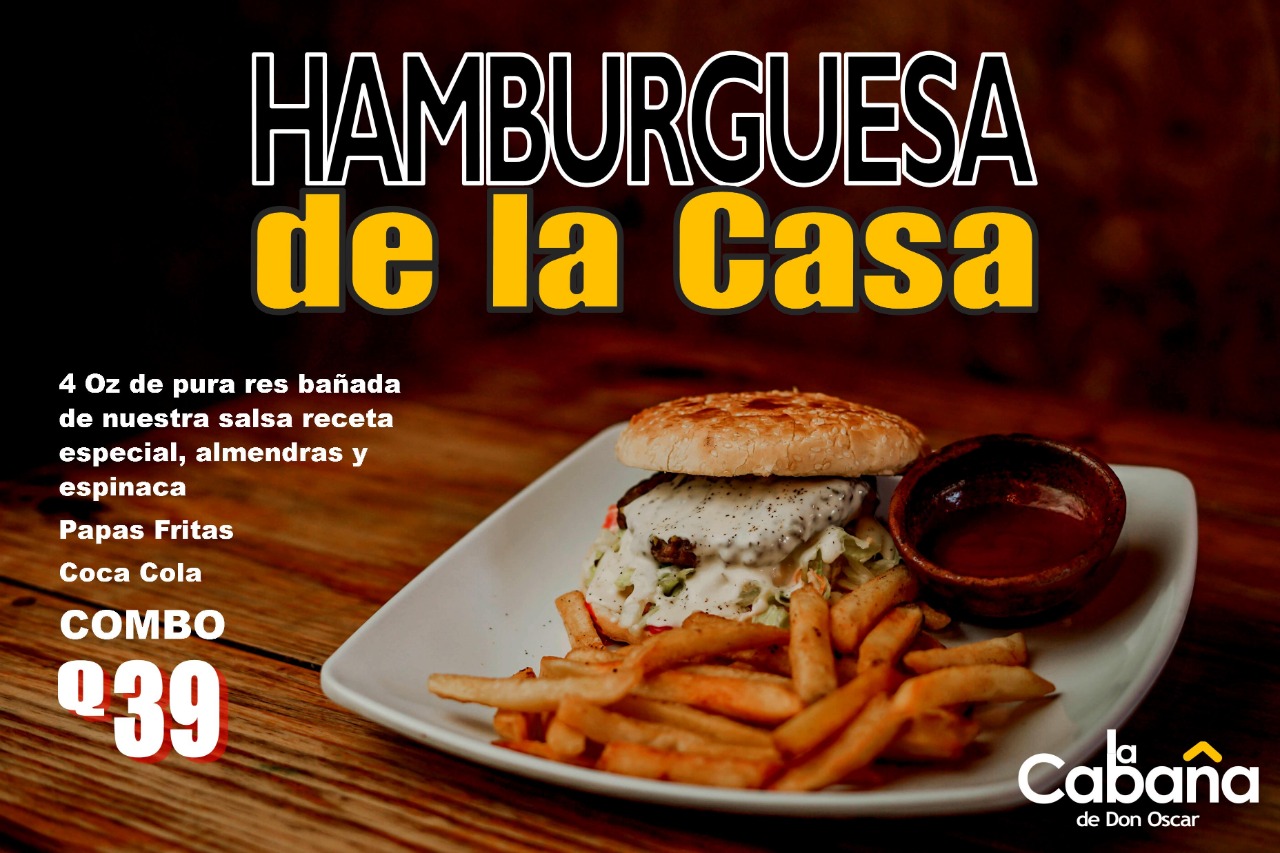 HAMBURGUESA
de la Casa
4 Oz de pura res bañada
de nuestra salsa receta
especial, almendras y
espinaca
Papas Fritas
Coca Cola
COMBO
Q39
la
Cabaña
de Don Oscar